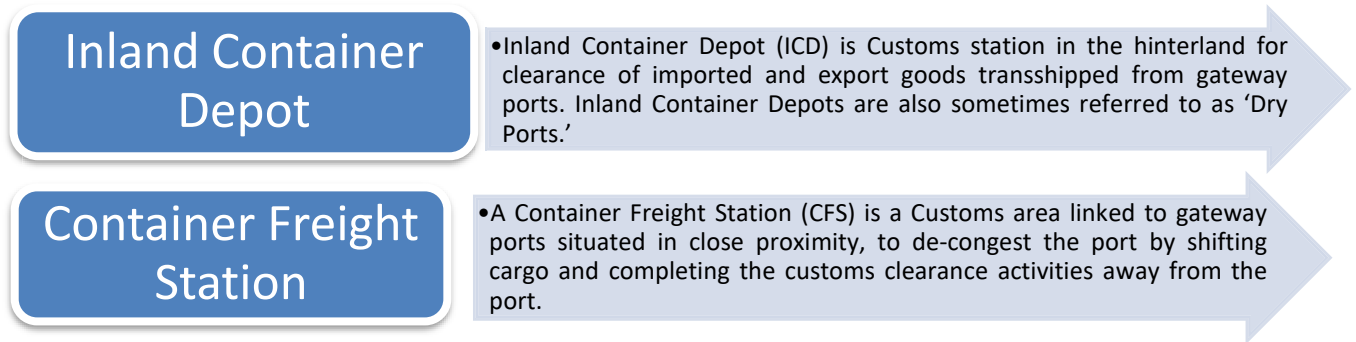 Inland Container
Depot
•Inland Container Depot (ICD) is Customs station in the hinterland for
clearance of imported and export goods transshipped from gateway
ports. Inland Container Depots are also sometimes referred to as ‘Dry
Ports.’
Container Freight
Station
•A Container Freight Station (CFS) is a Customs area linked to gateway
ports situated in close proximity, to de-congest the port by shifting
cargo and completing the customs clearance activities away from the
port.